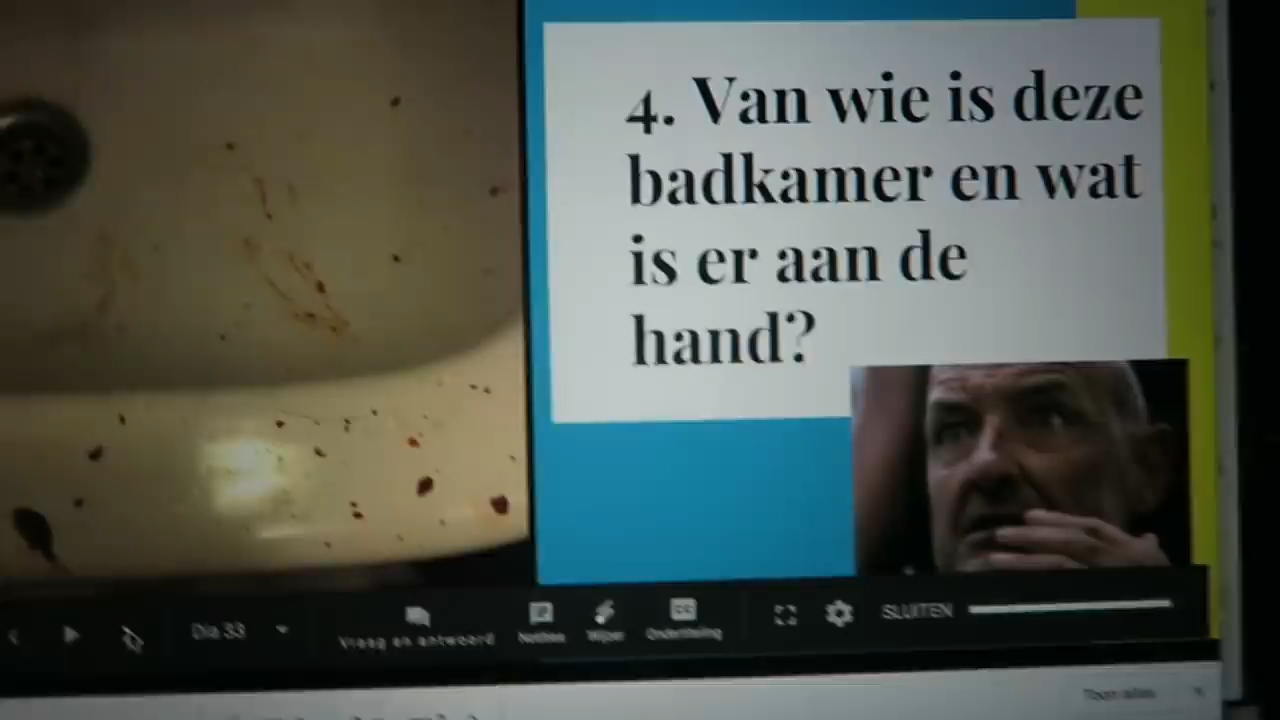 4. Van wie is deze
badkamer en wat
is er aan de
hand?
Dia 33
Vraag en antwoord
Notities
Wijzer
Ondertiteling
SLUITEN
Toon alles